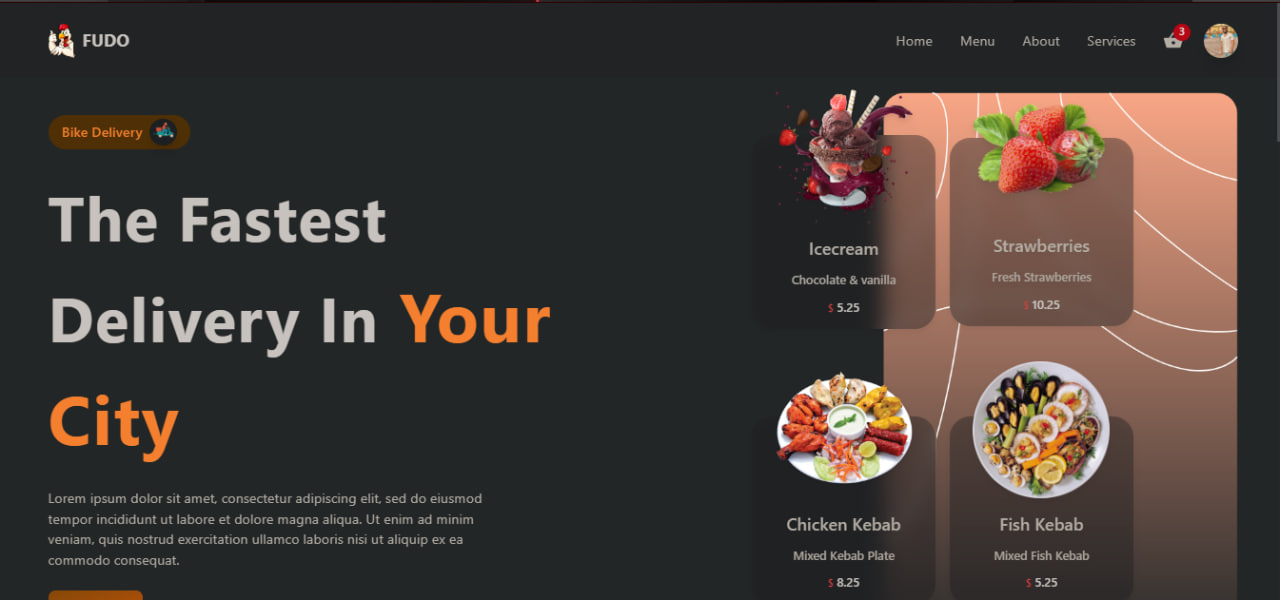 FUDO
Home Menu About Services 3
Bike Delivery
The Fastest
Delivery In Your
City
Lorem ipsum dolor sit amet, consectetur adipiscing elit, sed do eiusmod
tempor incididunt ut labore et dolore magna aliqua. Ut enim ad minim
veniam, quis nostrud exercitation ullamco laboris nisi ut aliquip ex ea
commodo consequat.
Icecream
Chocolate & vanilla
$ 5.25
Strawberries
Fresh Strawberries
$ 10.25
Chicken Kebab
Mixed Kebab Plate
$ 8.25
Fish Kebab
Mixed Fish Kebab
$ 5.25